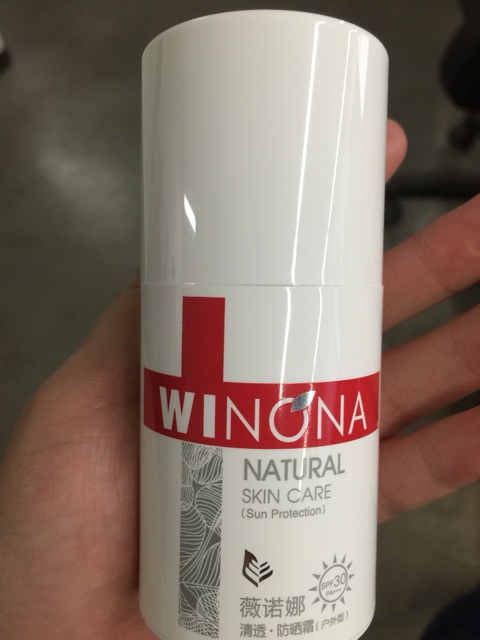 WINONA
NATURAL
SKIN CARE
(Sun Protection)
SPF30
PA+++
薇诺娜
清透·防晒霜(户外型)